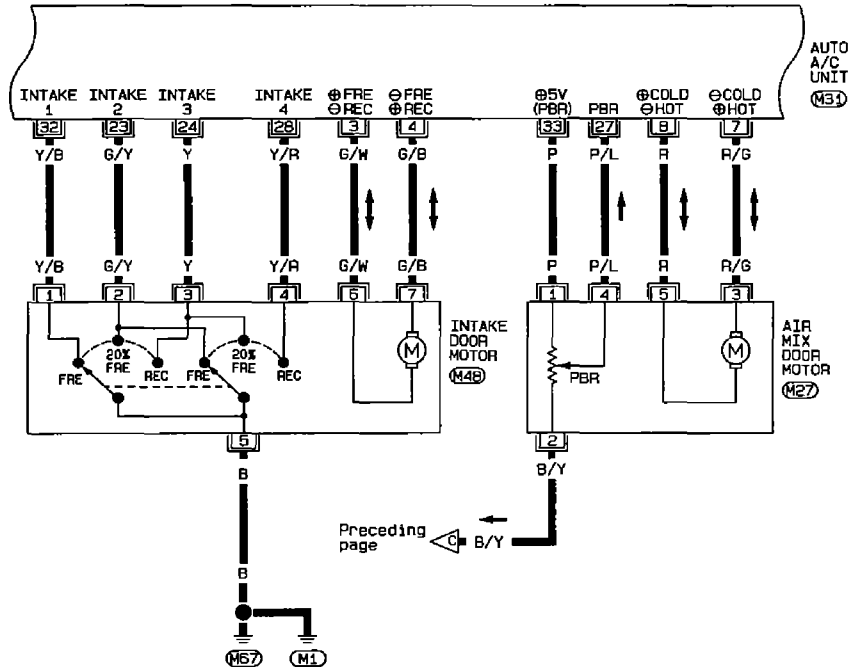 AUTO
A/C
UNIT
M31
INTAKE 1
INTAKE 2
INTAKE 3
INTAKE 4
⊕FRE ⊖REC
⊖FRE ⊕REC
⊕5V (PBR)
PBR
⊕COLD ⊖HOT
⊖COLD ⊕HOT
32 23 24 28 3 4 33 27 8 7
Y/B G/Y Y Y/R G/W G/B P P/L R R/G
Y/B G/Y Y Y/R G/W G/B P P/L R R/G
1 2 3 4 6 7 1 4 5 3
INTAKE
DOOR
MOTOR
M48
M
20%
FRE
20%
FRE
FRE
REC
FRE
REC
AIR
MIX
DOOR
MOTOR
M27
M
PBR
5
2
B
B/Y
Preceding
page
C
B/Y
B
M67
M1